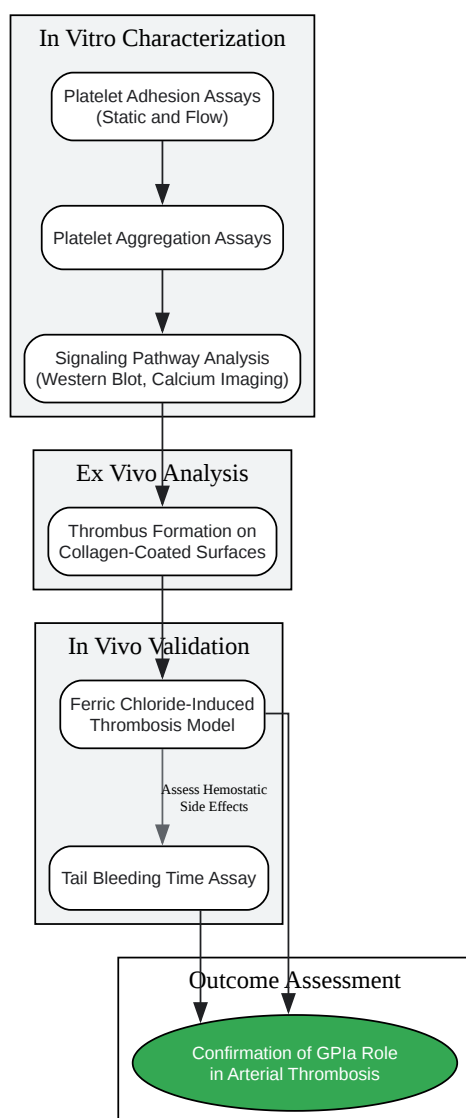 In Vitro Characterization
Platelet Adhesion Assays
(Static and Flow)
Platelet Aggregation Assays
Signaling Pathway Analysis
(Western Blot, Calcium Imaging)
Ex Vivo Analysis
Thrombus Formation on
Collagen-Coated Surfaces
In Vivo Validation
Ferric Chloride-Induced
Thrombosis Model
Assess Hemostatic
Side Effects
Tail Bleeding Time Assay
Outcome Assessment
Confirmation of GPIa Role
in Arterial Thrombosis